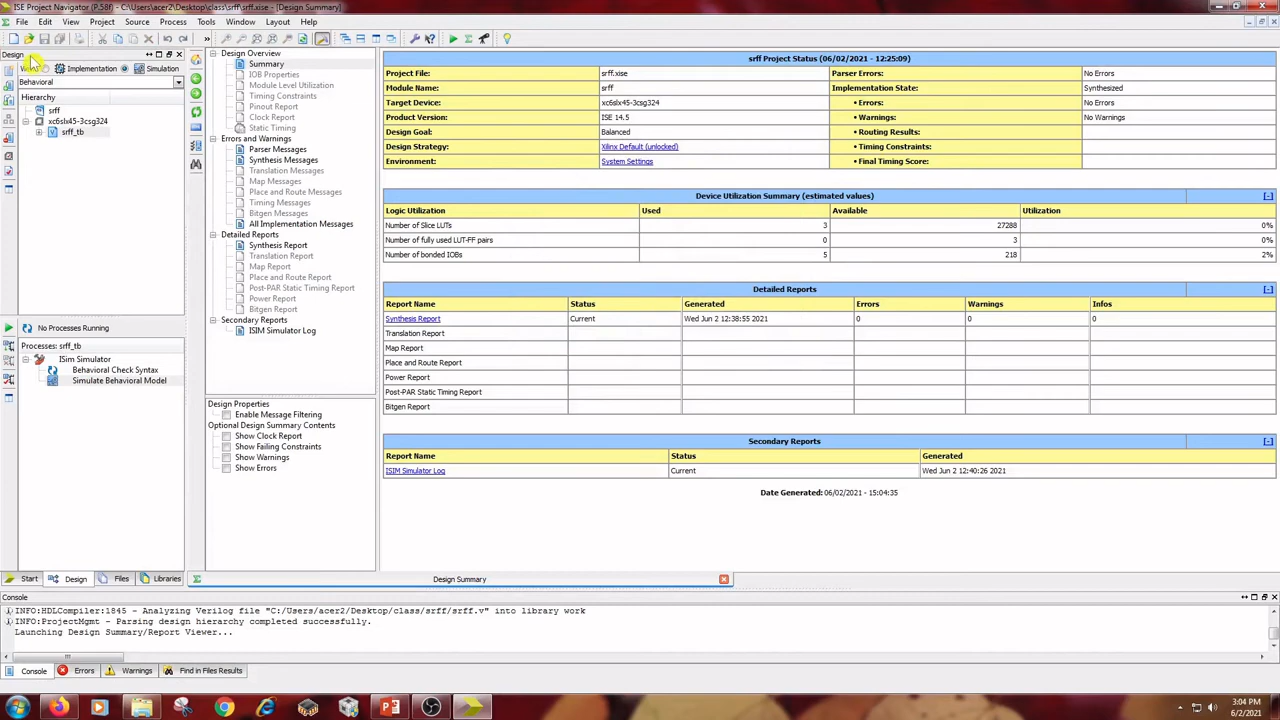 ISE Project Navigator (P.58f) - C:\Users\acer2\Desktop\class\srff\srff.xise - [Design Summary]
File Edit View Project Source Process Tools Window Layout Help
Design
Implementation Simulation
Behavioral
Hierarchy
srff
xc6slx45-3csg324
srff_tb
No Processes Running
Processes: srff_tb
ISim Simulator
Behavioral Check Syntax
Simulate Behavioral Model
Start Design Files Libraries
Design Overview
Summary
IOB Properties
Module Level Utilization
Timing Constraints
Pinout Report
Clock Report
Static Timing
Errors and Warnings
Parser Messages
Synthesis Messages
Translation Messages
Map Messages
Place and Route Messages
Timing Messages
Bitgen Messages
All Implementation Messages
Detailed Reports
Synthesis Report
Translation Report
Map Report
Place and Route Report
Post-PAR Static Timing Report
Power Report
Bitgen Report
Secondary Reports
ISIM Simulator Log
Design Properties
Enable Message Filtering
Optional Design Summary Contents
Show Clock Report
Show Failing Constraints
Show Warnings
Show Errors
srff Project Status (06/02/2021 - 12:25:09)
Project File: srff.xise Parser Errors: No Errors
Module Name: srff Implementation State: Synthesized
Target Device: xc6slx45-3csg324 • Errors: No Errors
Product Version: ISE 14.5 • Warnings: No Warnings
Design Goal: Balanced • Routing Results:
Design Strategy: Xilinx Default (unlocked) • Timing Constraints:
Environment: System Settings • Final Timing Score:
Device Utilization Summary (estimated values) [-]
Logic Utilization Used Available Utilization
Number of Slice LUTs 3 27288 0%
Number of fully used LUT-FF pairs 0 3 0%
Number of bonded IOBs 5 218 2%
Detailed Reports [-]
Report Name Status Generated Errors Warnings Infos
Synthesis Report Current Wed Jun 2 12:38:55 2021 0 0 0
Translation Report
Map Report
Place and Route Report
Power Report
Post-PAR Static Timing Report
Bitgen Report
Secondary Reports [-]
Report Name Status Generated
ISIM Simulator Log Current Wed Jun 2 12:40:26 2021
Date Generated: 06/02/2021 - 15:04:35
Design Summary
Console
INFO:HDLCompiler:1845 - Analyzing Verilog file "C:/Users/acer2/Desktop/class/srff/srff.v" into library work
INFO:ProjectMgmt - Parsing design hierarchy completed successfully.
Launching Design Summary/Report Viewer...
Console Errors Warnings Find in Files Results
3:04 PM
6/2/2021